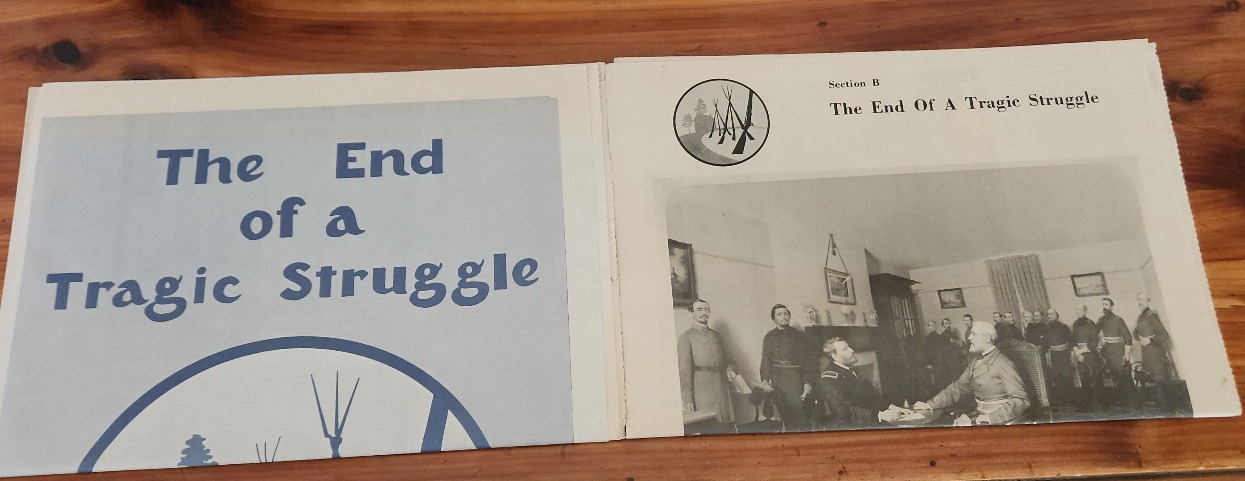 The End
of a
Tragic Struggle
Section B
The End Of A Tragic Struggle